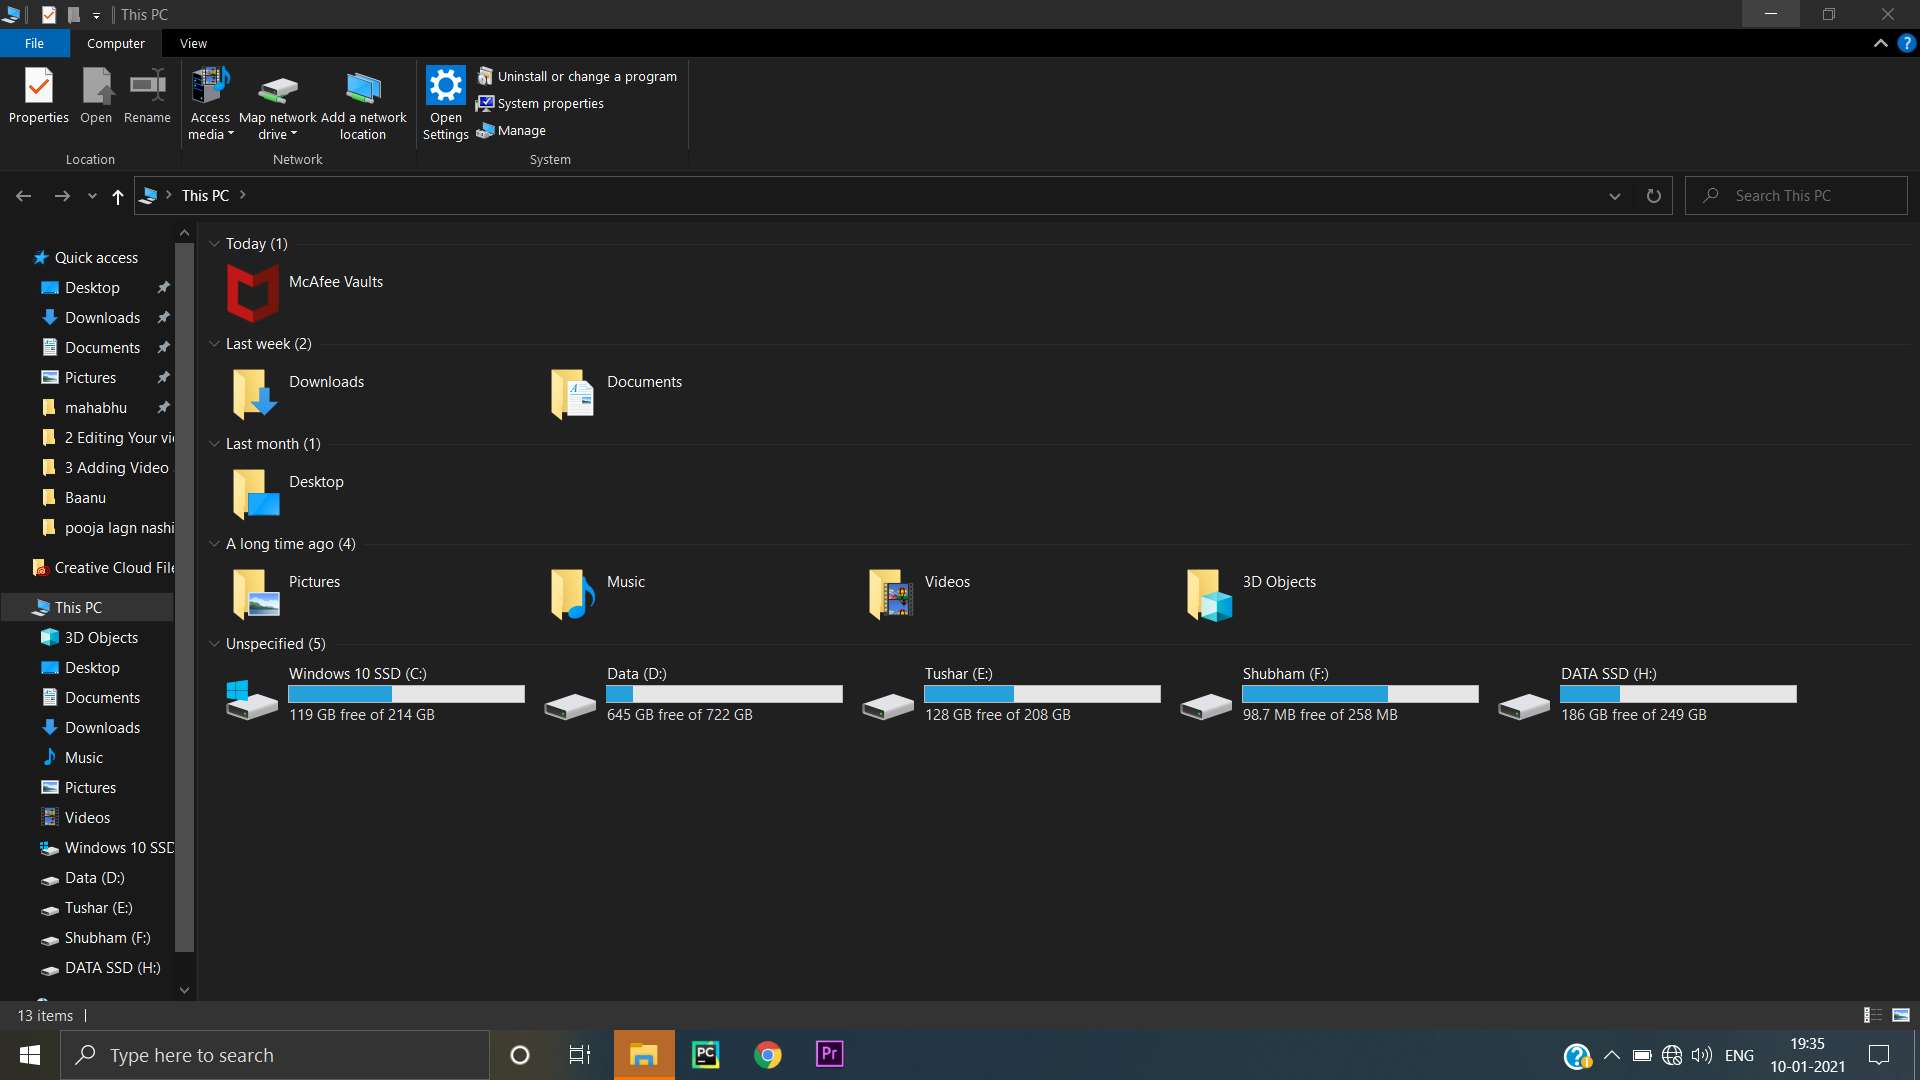 This PC
File
Computer
View
Properties
Open
Rename
Access media
Map network drive
Add a network location
Open Settings
Uninstall or change a program
System properties
Manage
Location
Network
System
This PC
Search This PC
Quick access
Desktop
Downloads
Documents
Pictures
mahabhu
2 Editing Your vi
3 Adding Video
Baanu
pooja lagn nashi
Creative Cloud File
This PC
3D Objects
Desktop
Documents
Downloads
Music
Pictures
Videos
Windows 10 SSD
Data (D:)
Tushar (E:)
Shubham (F:)
DATA SSD (H:)
Today (1)
McAfee Vaults
Last week (2)
Downloads
Documents
Last month (1)
Desktop
A long time ago (4)
Pictures
Music
Videos
3D Objects
Unspecified (5)
Windows 10 SSD (C:)
119 GB free of 214 GB
Data (D:)
645 GB free of 722 GB
Tushar (E:)
128 GB free of 208 GB
Shubham (F:)
98.7 MB free of 258 MB
DATA SSD (H:)
186 GB free of 249 GB
13 items
Type here to search
PC
Pr
ENG
19:35
10-01-2021